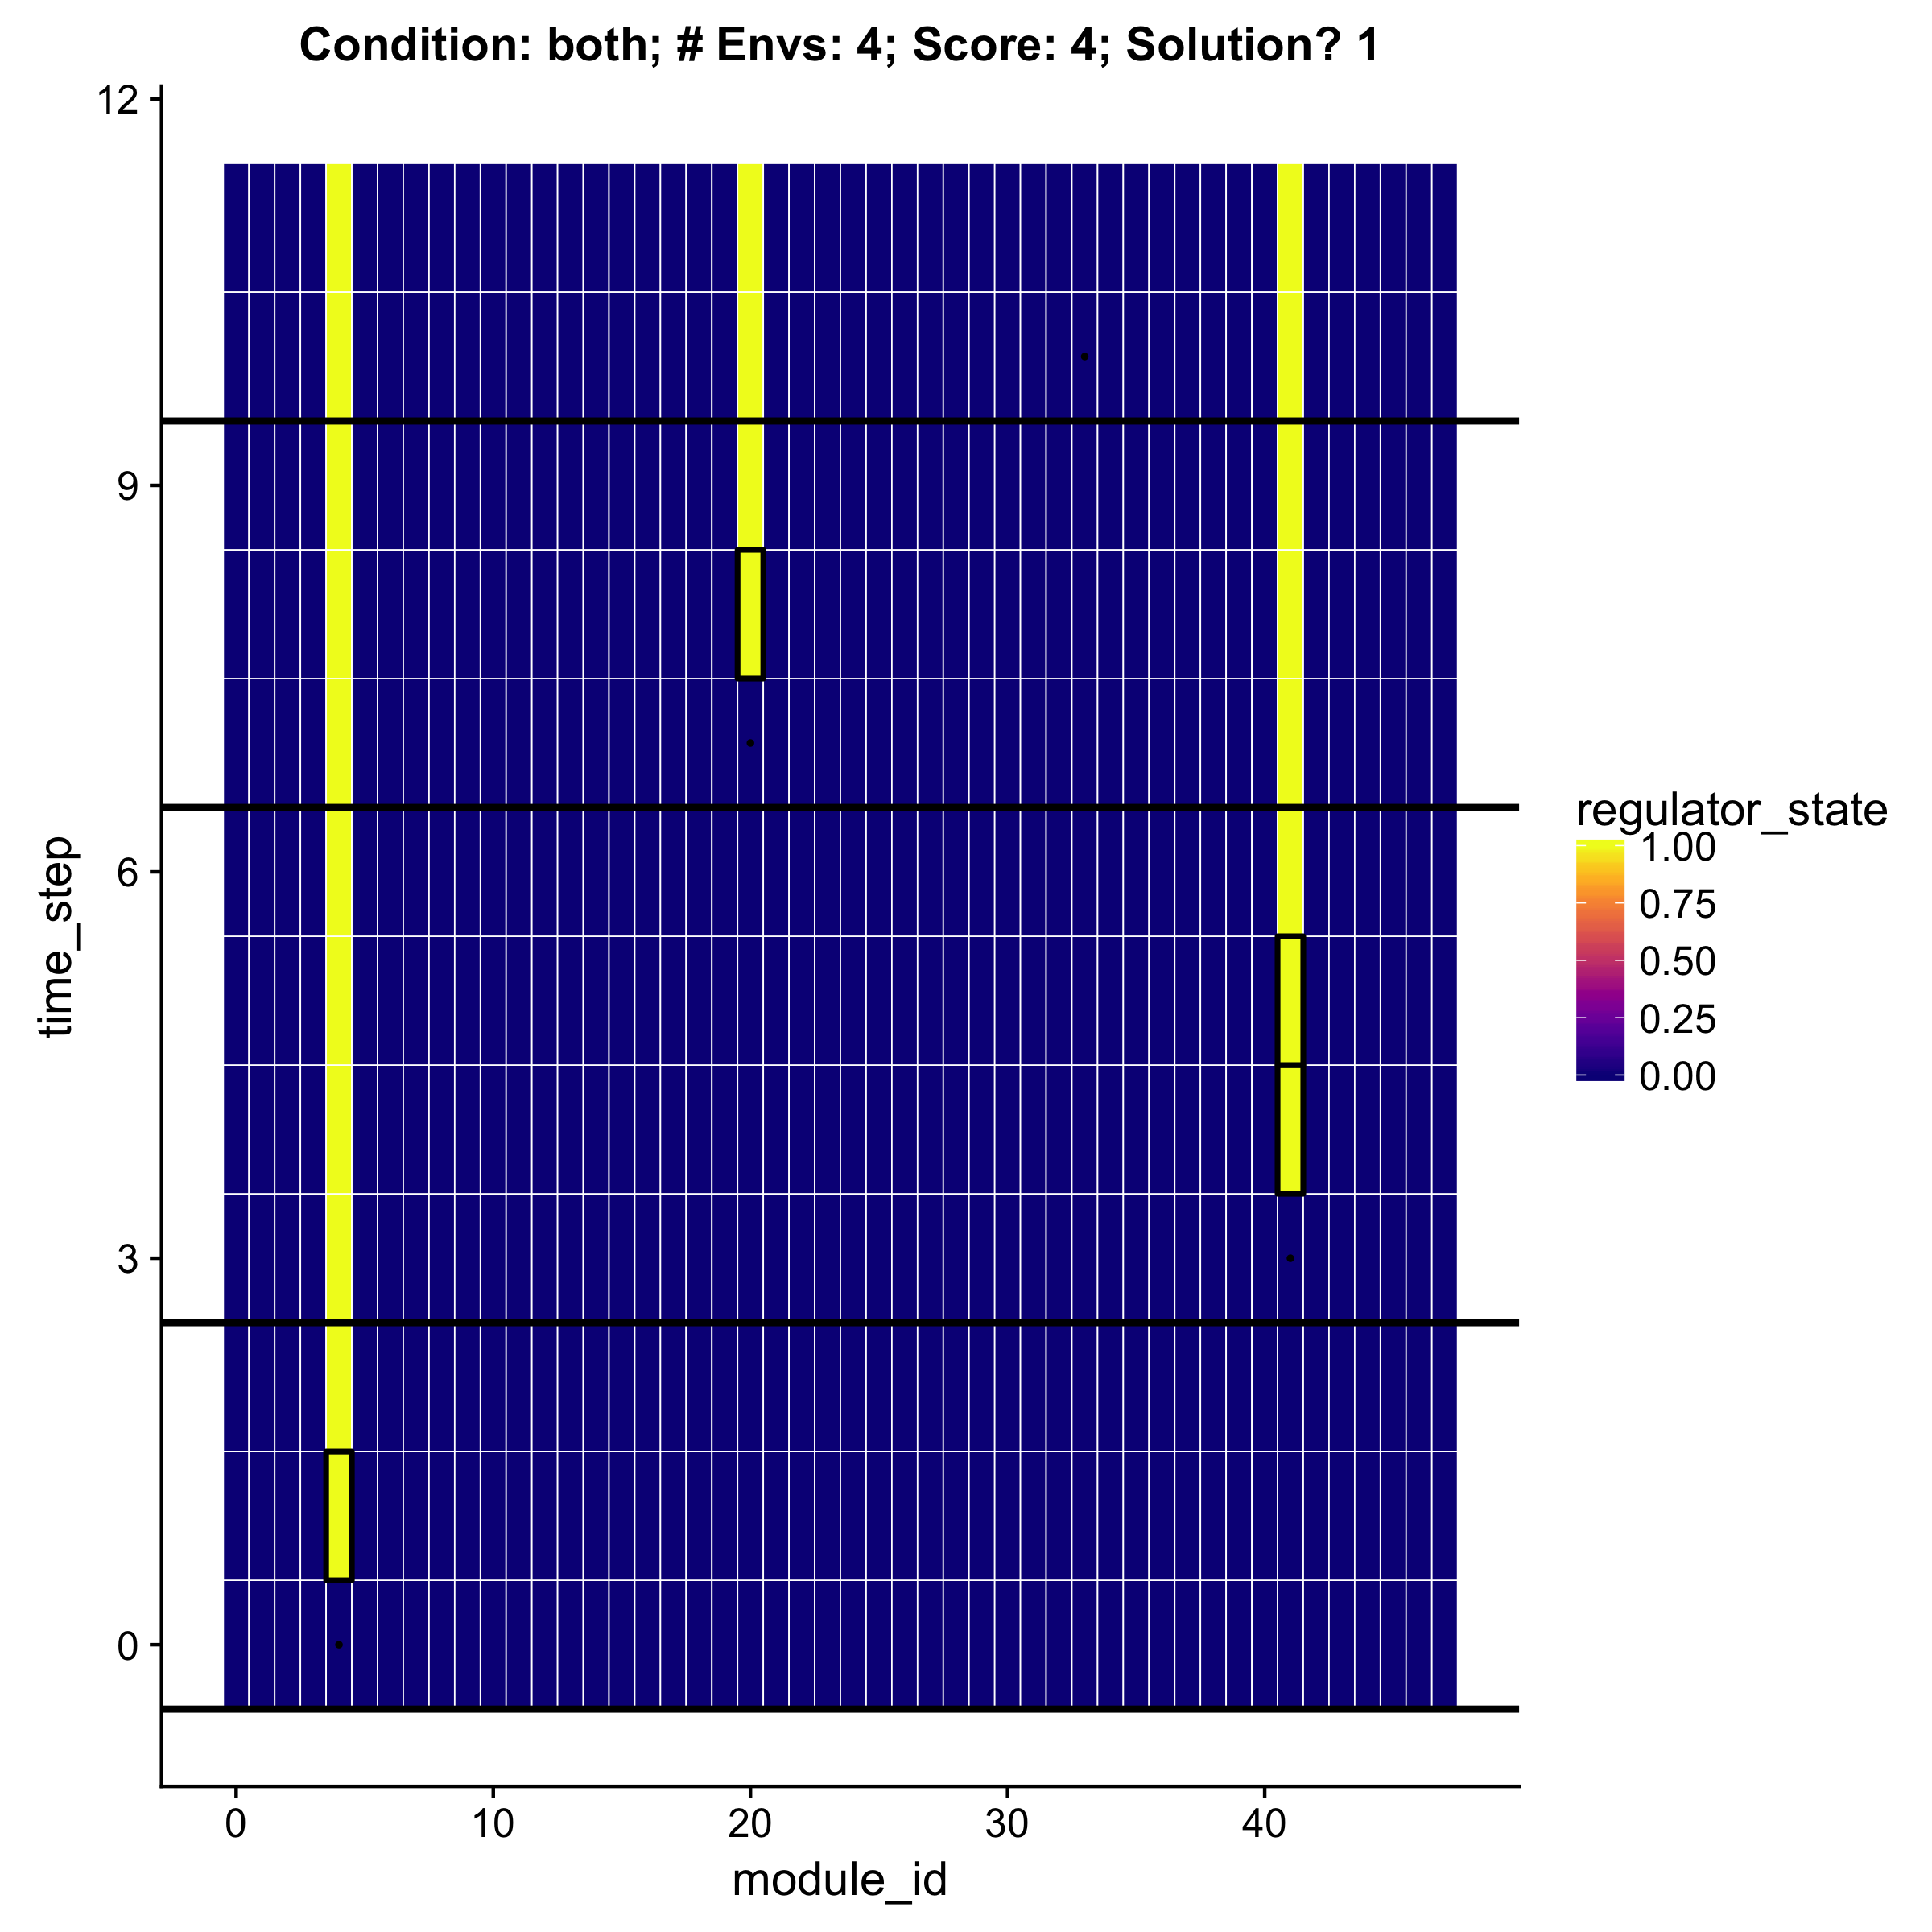 Condition: both; # Envs: 4; Score: 4; Solution? 1
12
9
6
3
0
time_step
0 10 20 30 40
module_id
regulator_state
1.00
0.75
0.50
0.25
0.00